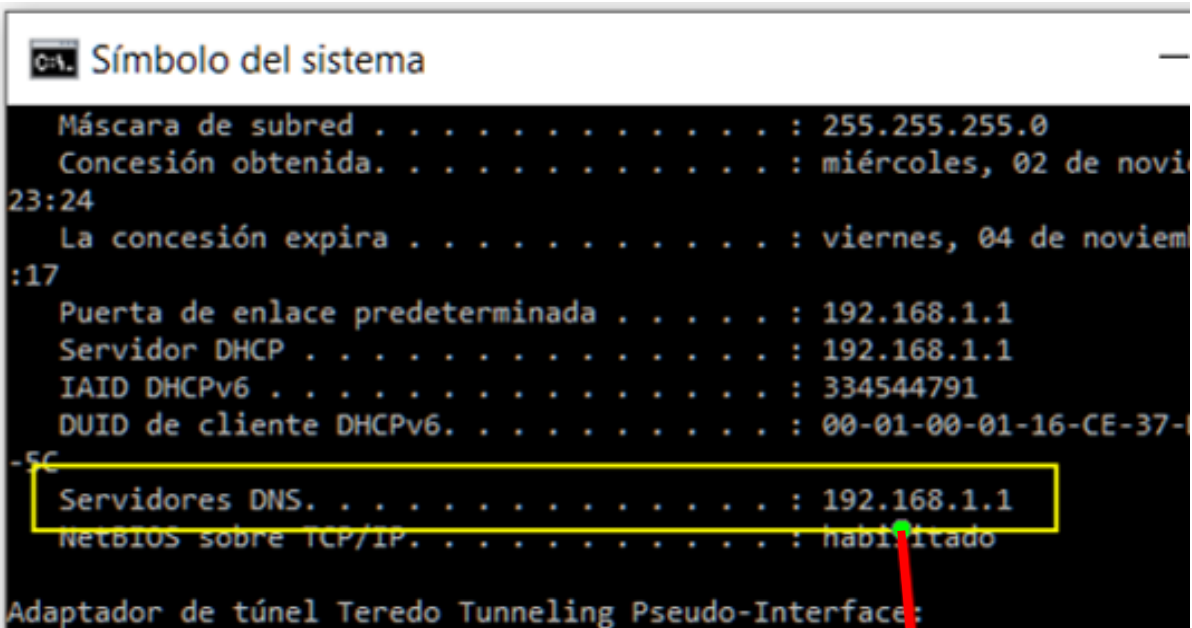 Símbolo del sistema
Máscara de subred . . . . . . . . . . . . : 255.255.255.0
Concesión obtenida. . . . . . . . . . . . : miércoles, 02 de
23:24
La concesión expira . . . . . . . . . . . : viernes, 04 de
:17
Puerta de enlace predeterminada . . . . . : 192.168.1.1
Servidor DHCP . . . . . . . . . . . . . . : 192.168.1.1
IAID DHCPv6 . . . . . . . . . . . . . . . : 334544791
DUID de cliente DHCPv6. . . . . . . . . . : 00-01-00-01-16-CE-37-
-5C
Servidores DNS. . . . . . . . . . . . . . : 192.168.1.1
NetBIOS sobre TCP/IP. . . . . . . . . . . : habilitado
Adaptador de túnel Teredo Tunneling Pseudo-Interface: